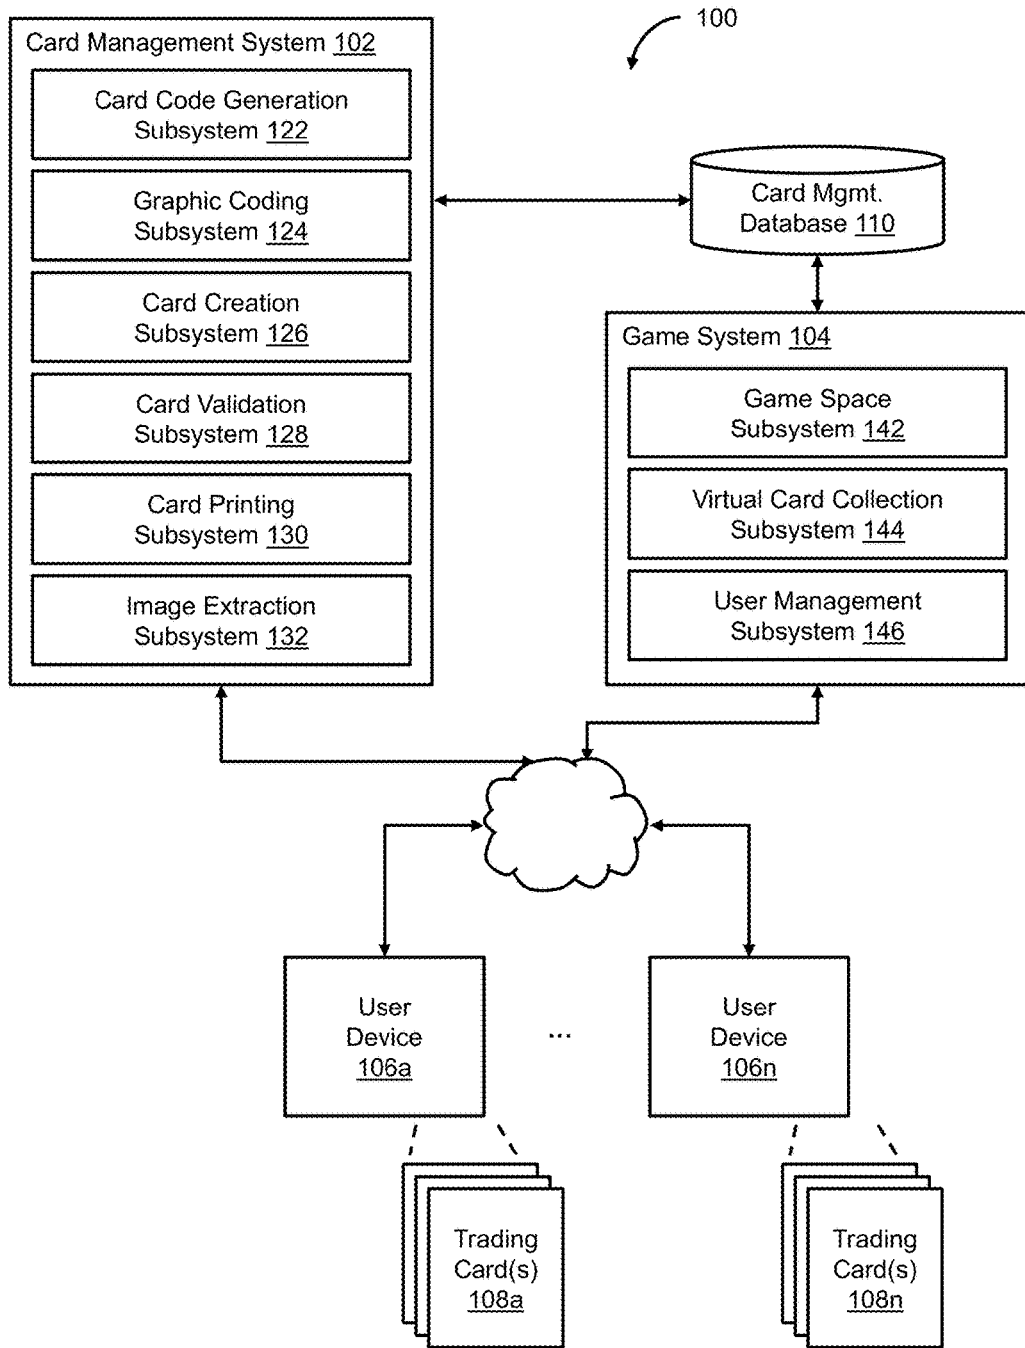 100
Card Management System 102
Card Code Generation
Subsystem 122
Graphic Coding
Subsystem 124
Card Creation
Subsystem 126
Card Validation
Subsystem 128
Card Printing
Subsystem 130
Image Extraction
Subsystem 132
Card Mgmt.
Database 110
Game System 104
Game Space
Subsystem 142
Virtual Card Collection
Subsystem 144
User Management
Subsystem 146
User
Device
106a
...
User
Device
106n
Trading
Card(s)
108a
Trading
Card(s)
108n